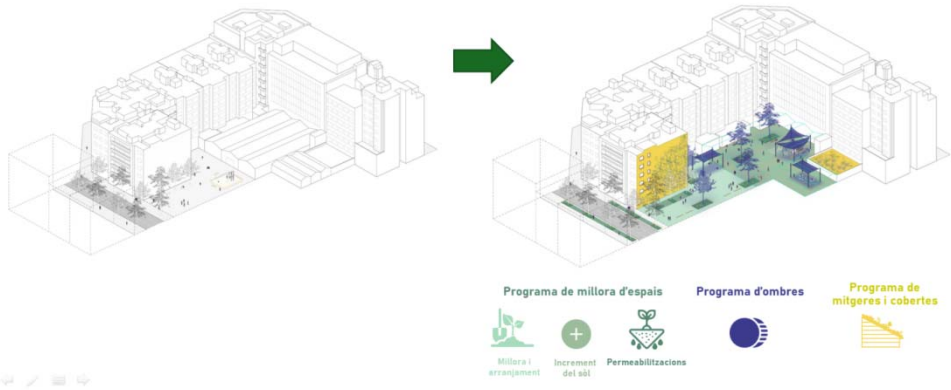 Programa de millora d'espais
Programa d'ombres
Programa de
mitgeres i cobertes
Millora i
arranjament
Increment
del sòl
Permeabilitzacions